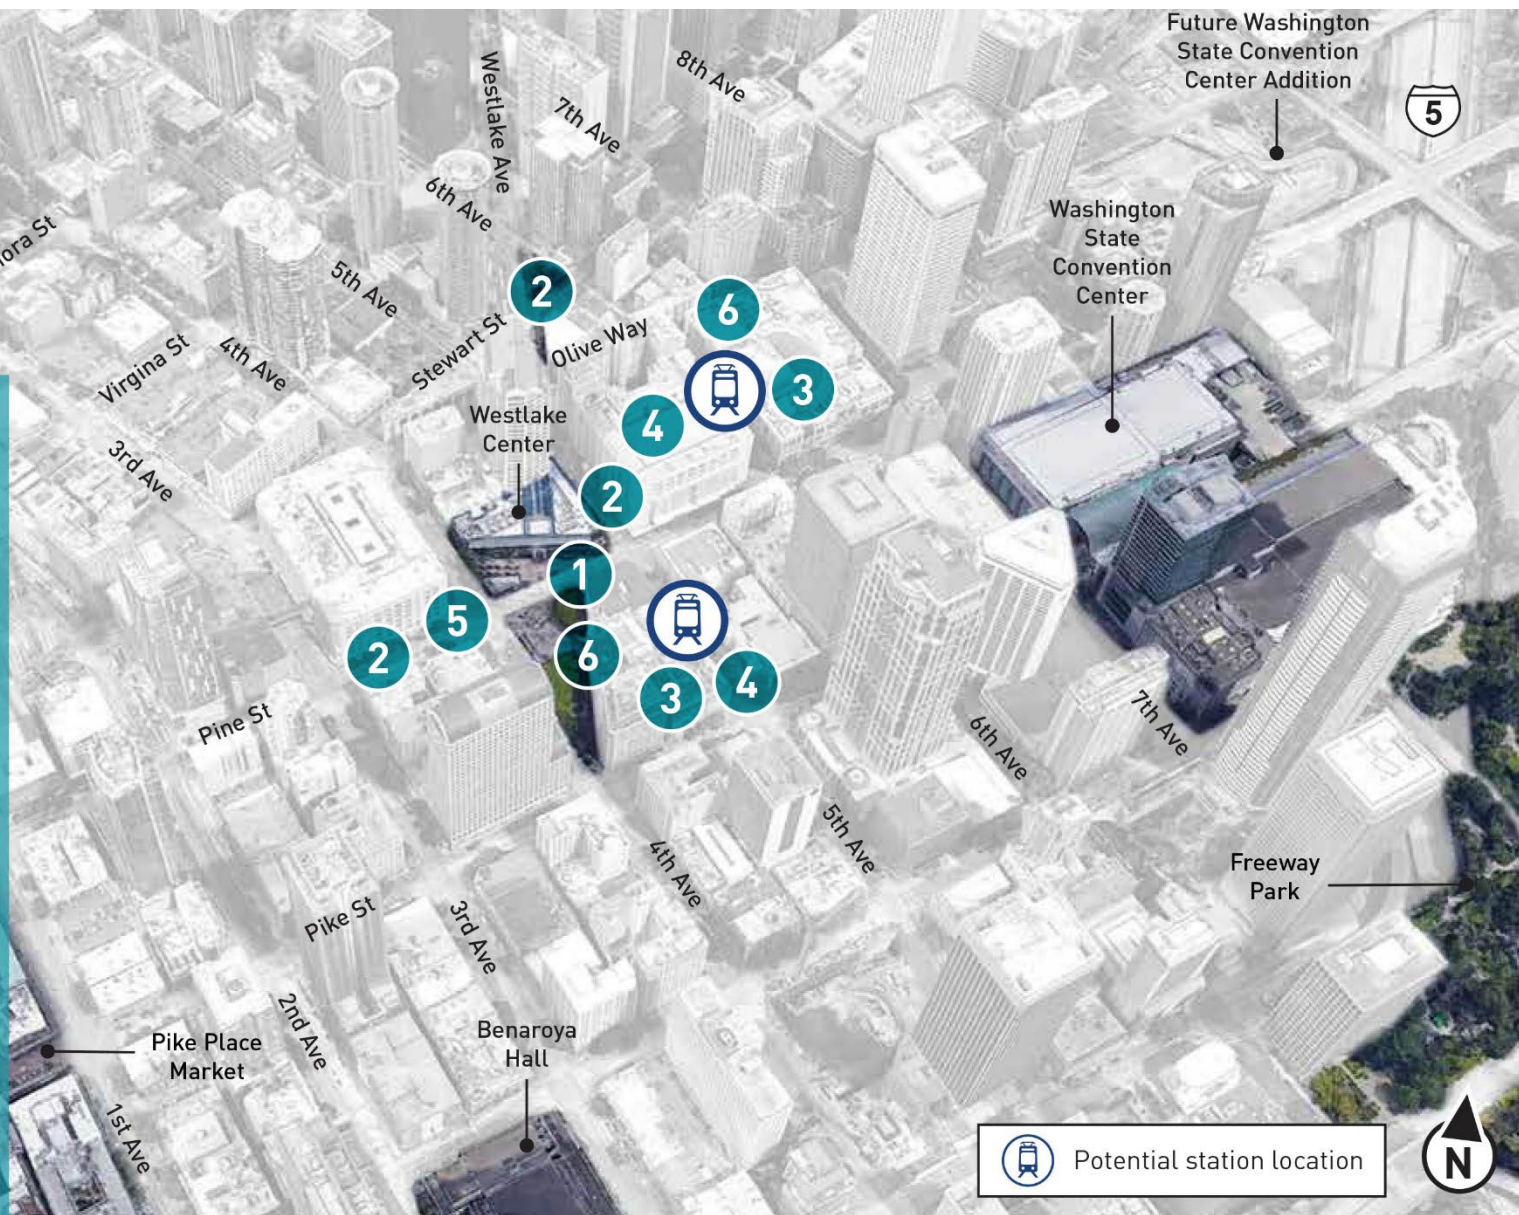 Future Washington
State Convention
Center Addition
5
8th Ave
Westlake Ave
7th Ave
6th Ave
Washington
State
Convention
Center
ora St
5th Ave
2
6
Stewart St
Olive Way
Virgina St
4th Ave
3
4
Westlake
Center
3rd Ave
2
1
5
2
6
3
4
Pine St
6th Ave
7th Ave
5th Ave
4th Ave
Freeway
Park
Pike St
3rd Ave
2nd Ave
Pike Place
Market
Benaroya
Hall
1st Ave
Potential station location
N